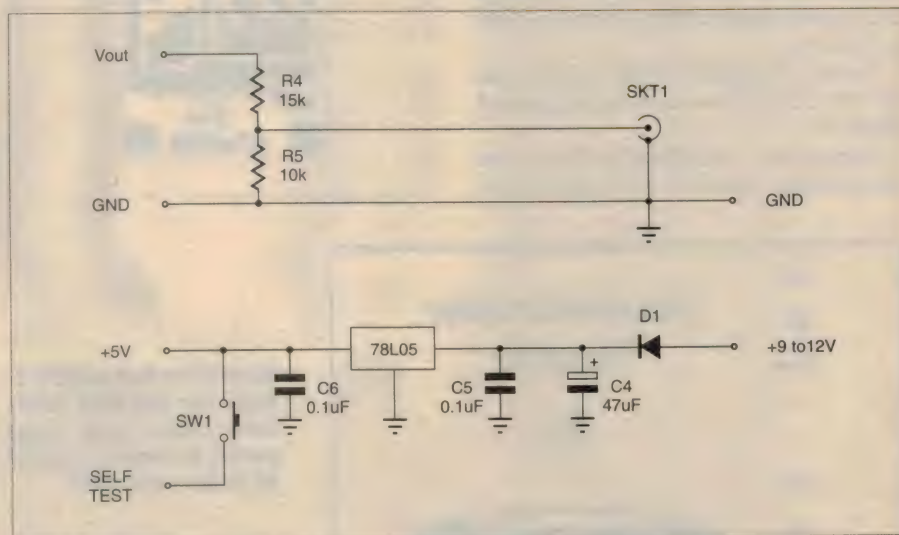 Vout
R4
15k
SKT1
R5
10k
GND
GND
D1
+5V
78L05
+9 to12V
+
C6
0.1uF
C5
0.1uF
C4
47uF
SW1
SELF
TEST